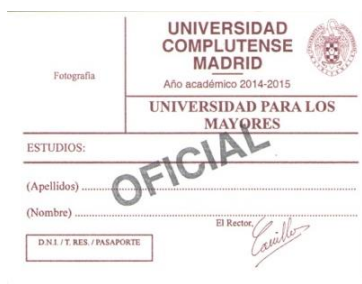 UNIVERSIDAD
COMPLUTENSE
MADRID
Año académico 2014-2015
Fotografía
UNIVERSIDAD PARA LOS
MAYORES
ESTUDIOS:
OFICIAL
(Apellidos)
(Nombre)
El Rector,
Carrillo
D.N.I. / T. RES. / PASAPORTE